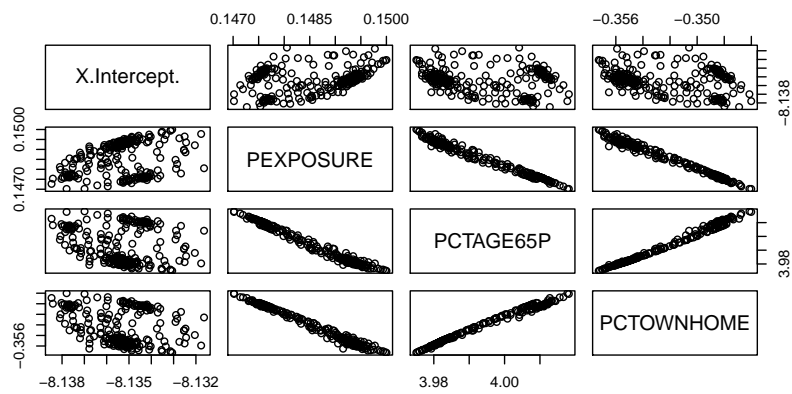 0.1470 0.1485 0.1500 −0.356 −0.350
X.Intercept.
−8.138
0.1470 0.1500
PEXPOSURE
PCTAGE65P
3.98
−0.356
PCTOWNHOME
−8.138 −8.135 −8.132 3.98 4.00